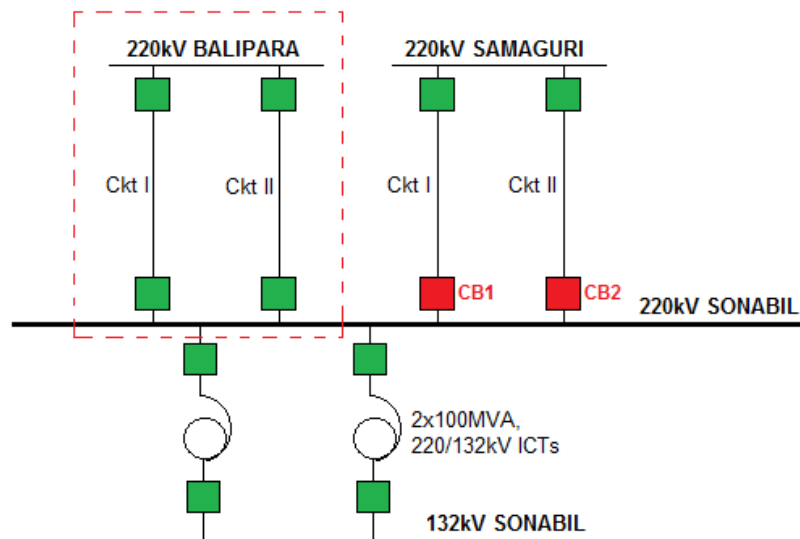 220kV BALIPARA
220kV SAMAGURI
Ckt I
Ckt II
Ckt I
Ckt II
CB1
CB2
220kV SONABIL
2x100MVA,
220/132kV ICTs
132kV SONABIL